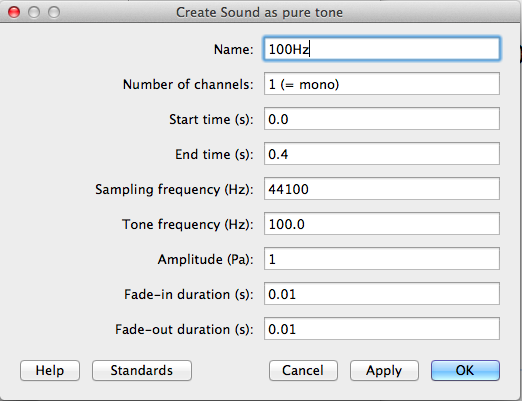 Create Sound as pure tone
Name: 100Hz
Number of channels: 1 (= mono)
Start time (s): 0.0
End time (s): 0.4
Sampling frequency (Hz): 44100
Tone frequency (Hz): 100.0
Amplitude (Pa): 1
Fade-in duration (s): 0.01
Fade-out duration (s): 0.01
Help Standards Cancel Apply OK